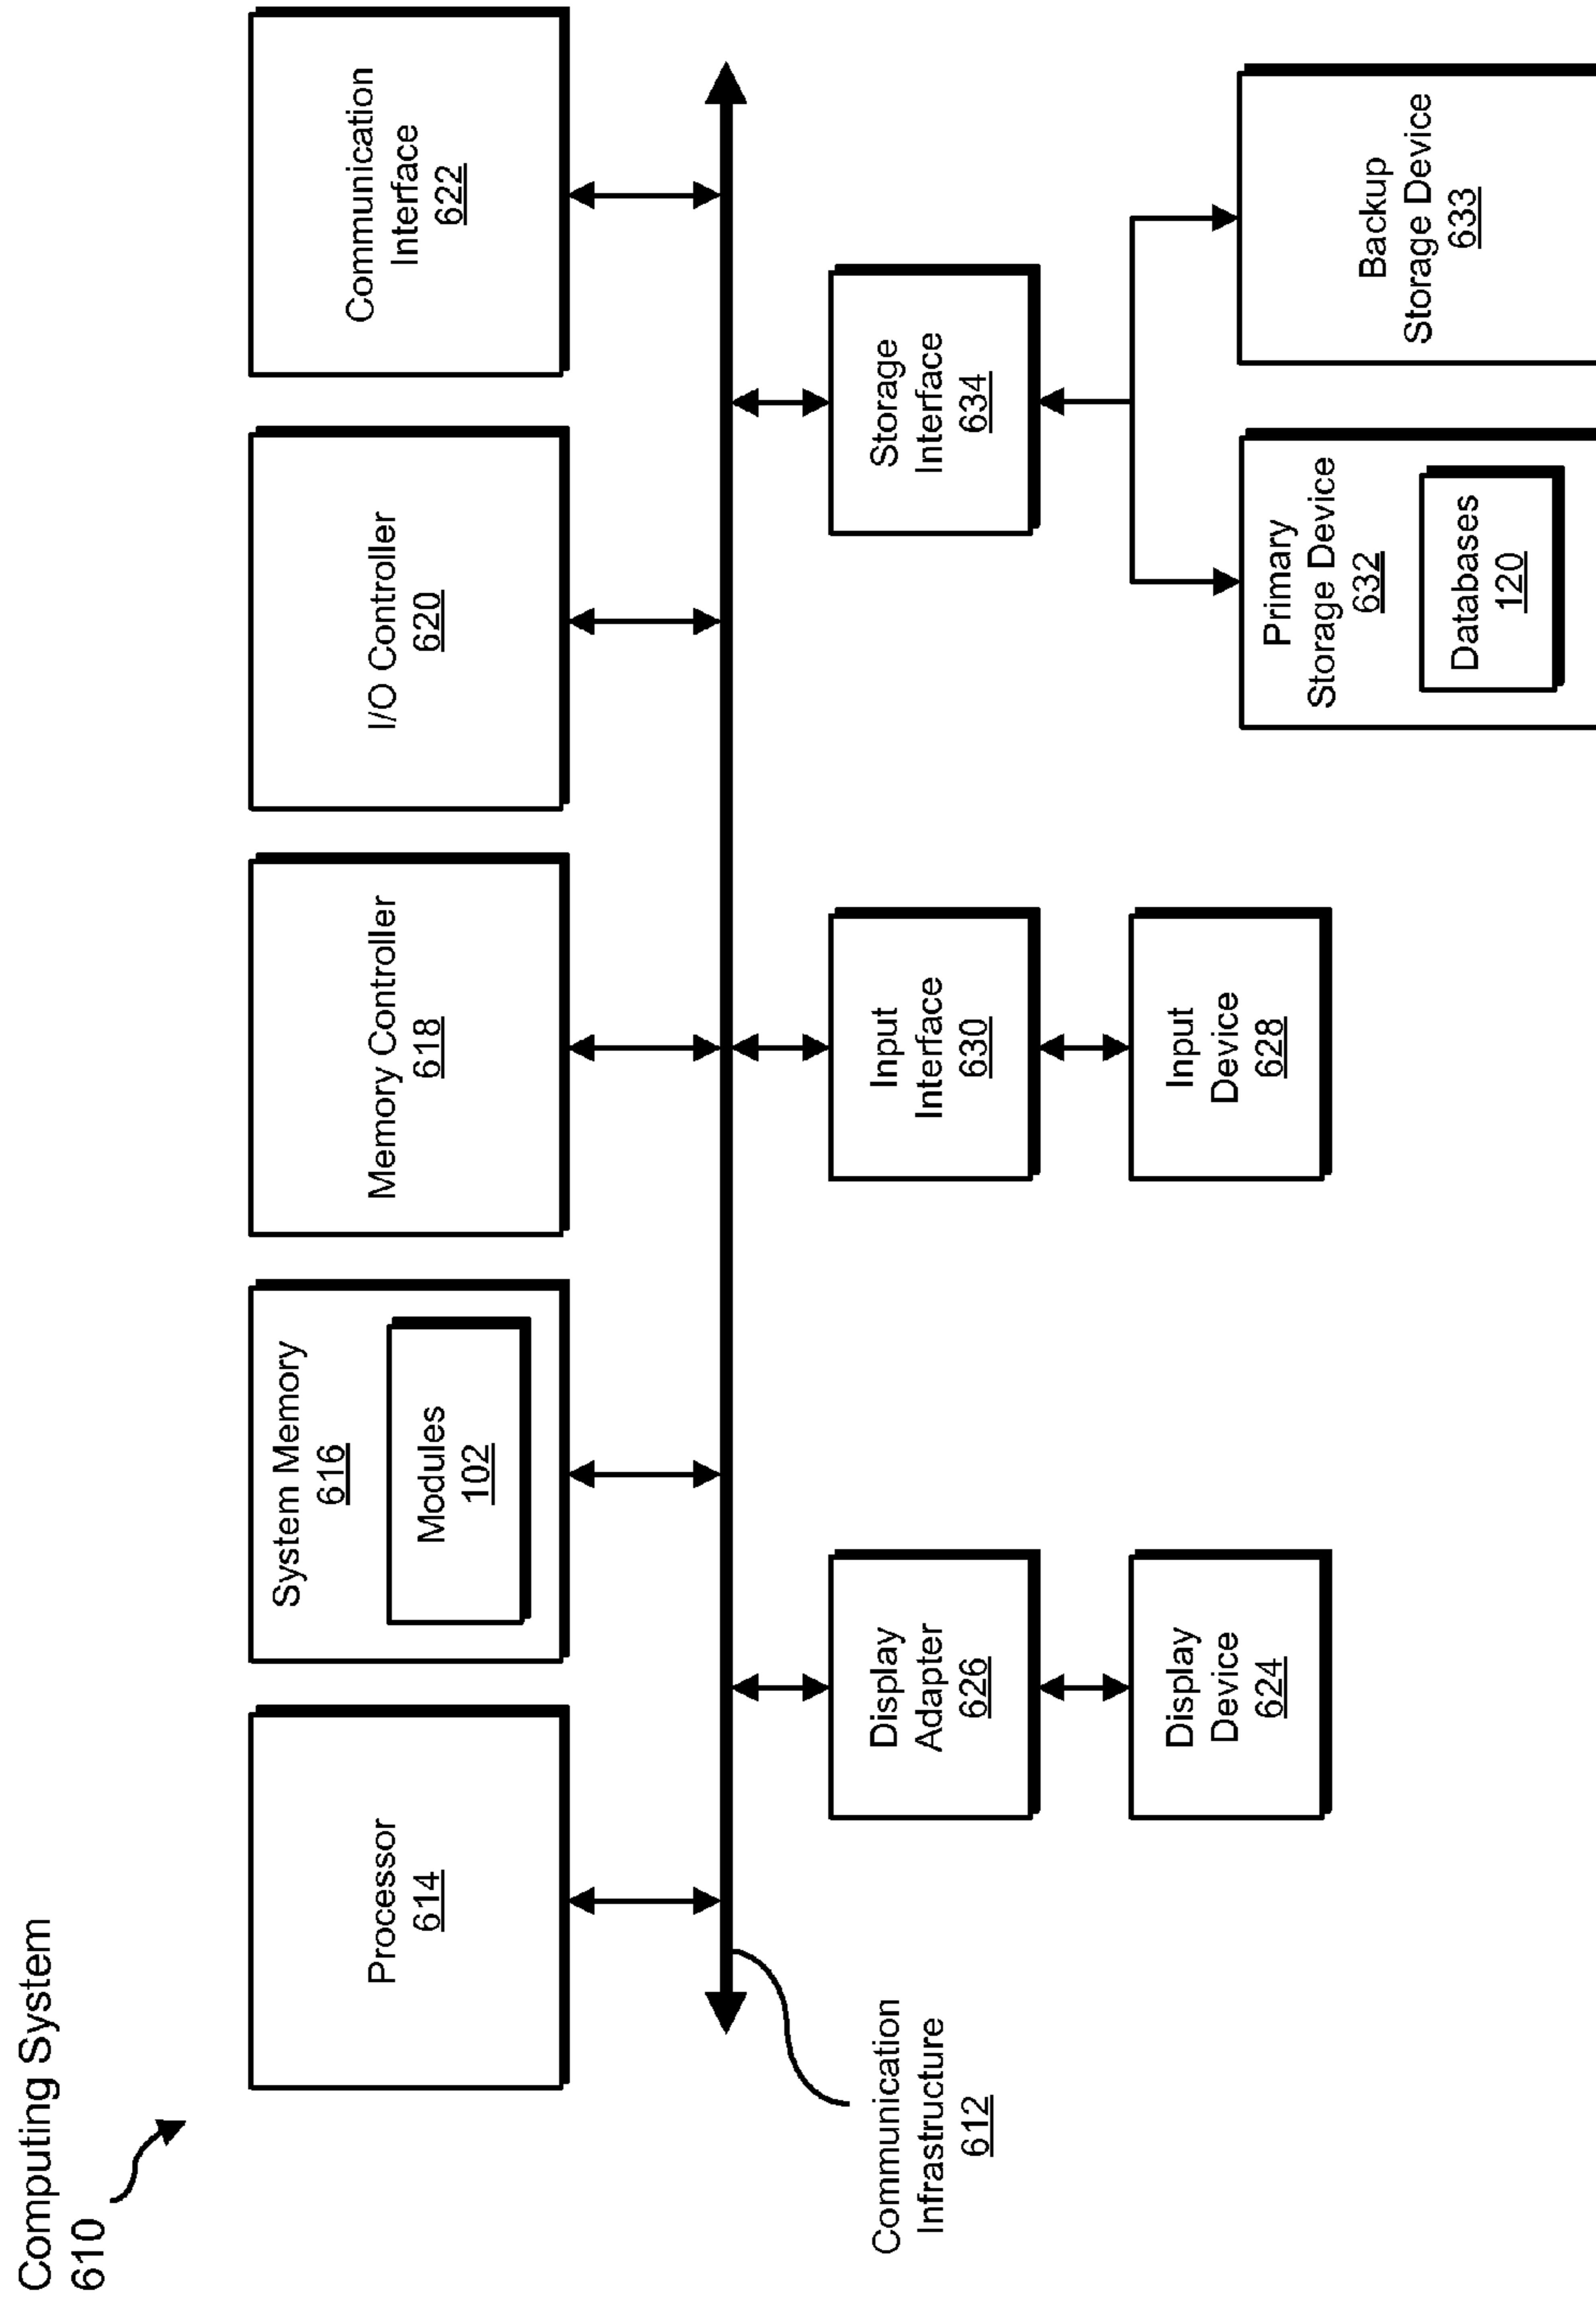 Computing System
610
Processor
614
System Memory
616
Modules
102
Memory Controller
618
I/O Controller
620
Communication
Interface
622
Communication
Infrastructure
612
Display
Adapter
626
Display
Device
624
Input
Interface
630
Input
Device
628
Storage
Interface
634
Primary
Storage Device
632
Databases
120
Backup
Storage Device
633